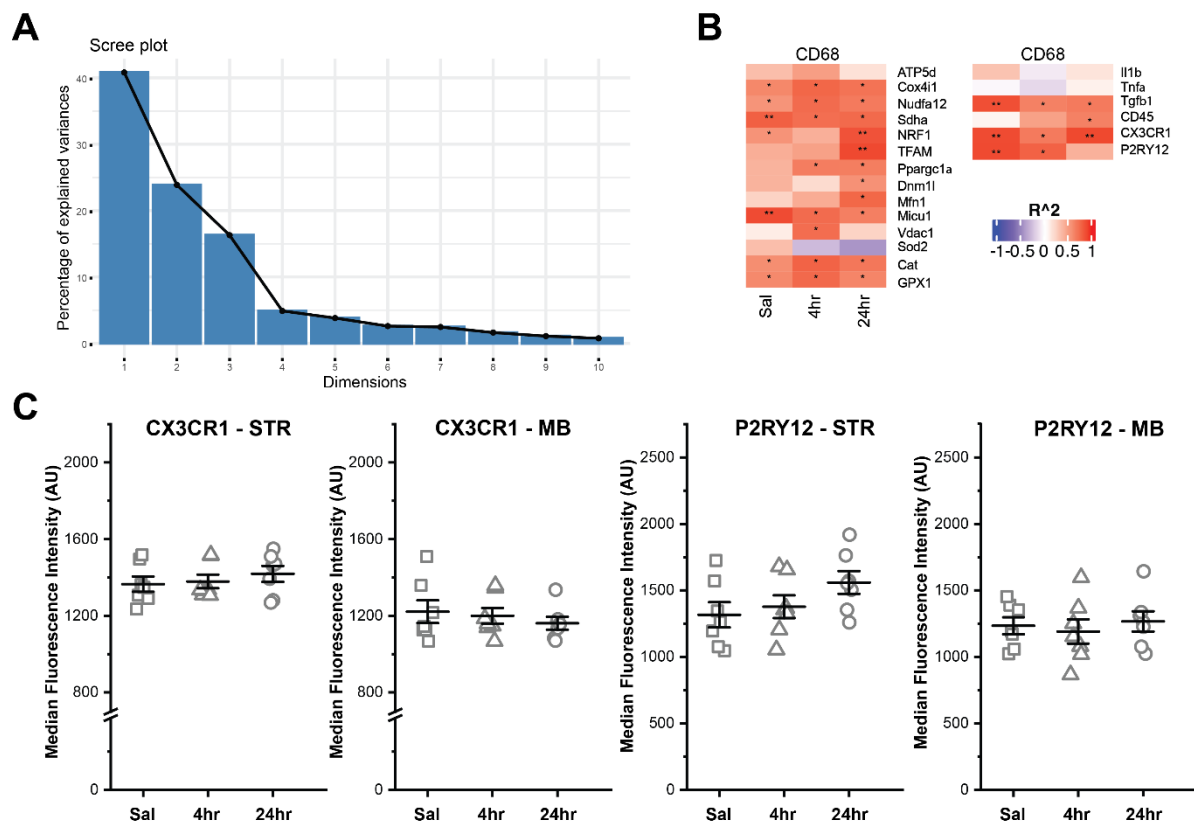 A
Scree plot
Percentage of explained variances
40
30
20
10
0
1 2 3 4 5 6 7 8 9 10
Dimensions
B
CD68
ATP5d
* * * Cox4i1
* * * Nudfa12
** * * Sdha
* ** NRF1
** TFAM
* * Ppargc1a
* Dnm1l
* Mfn1
** * * Micu1
* Vdac1
Sod2
* * * Cat
* * * GPX1
Sal 4hr 24hr
CD68
Il1b
Tnfa
** * * Tgfb1
* CD45
** * ** CX3CR1
** * P2RY12
R^2
-1 -0.5 0 0.5 1
C
CX3CR1 - STR
Median Fluorescence Intensity (AU)
2000
1600
1200
800
0
Sal 4hr 24hr
CX3CR1 - MB
Median Fluorescence Intensity (AU)
2000
1600
1200
800
0
Sal 4hr 24hr
P2RY12 - STR
Median Fluorescence Intensity (AU)
2500
2000
1500
1000
500
0
Sal 4hr 24hr
P2RY12 - MB
Median Fluorescence Intensity (AU)
2500
2000
1500
1000
500
0
Sal 4hr 24hr